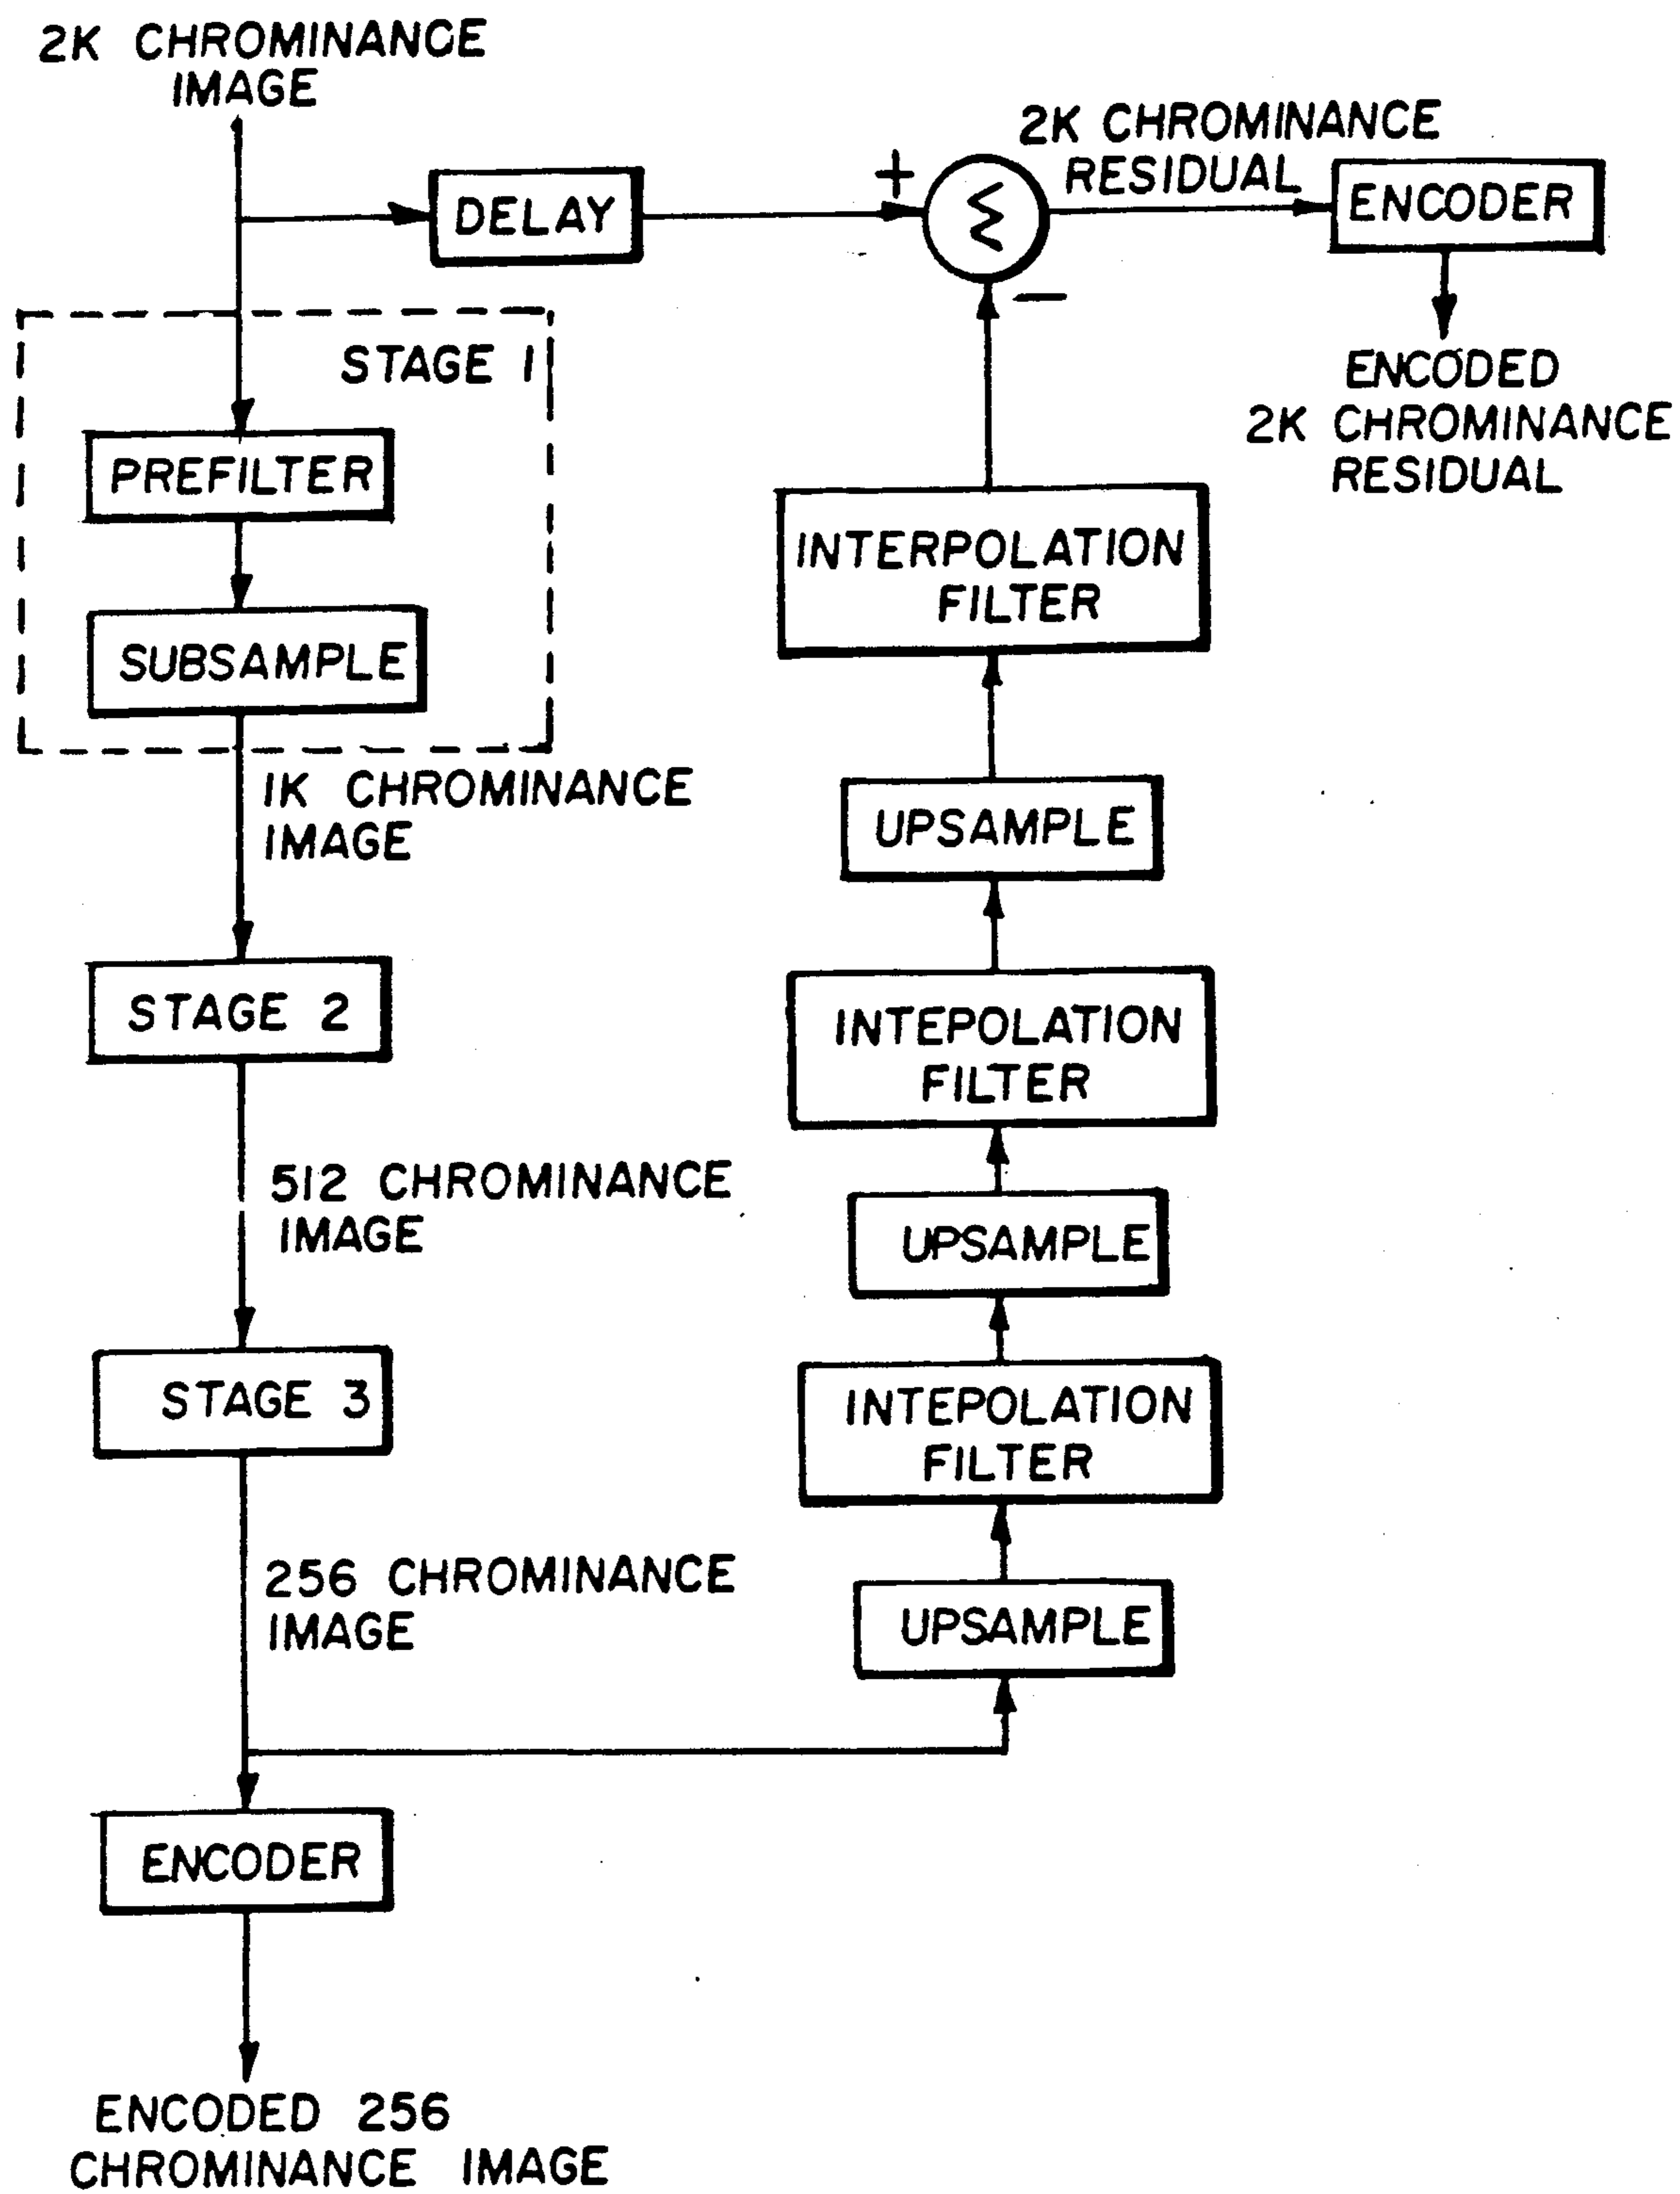 2K CHROMINANCE
IMAGE
DELAY
+
Σ
2K CHROMINANCE
RESIDUAL
ENCODER
—
ENCODED
2K CHROMINANCE
RESIDUAL
STAGE 1
PREFILTER
SUBSAMPLE
1K CHROMINANCE
IMAGE
STAGE 2
512 CHROMINANCE
IMAGE
STAGE 3
256 CHROMINANCE
IMAGE
ENCODER
ENCODED 256
CHROMINANCE IMAGE
INTERPOLATION
FILTER
UPSAMPLE
INTEPOLATION
FILTER
UPSAMPLE
INTEPOLATION
FILTER
UPSAMPLE